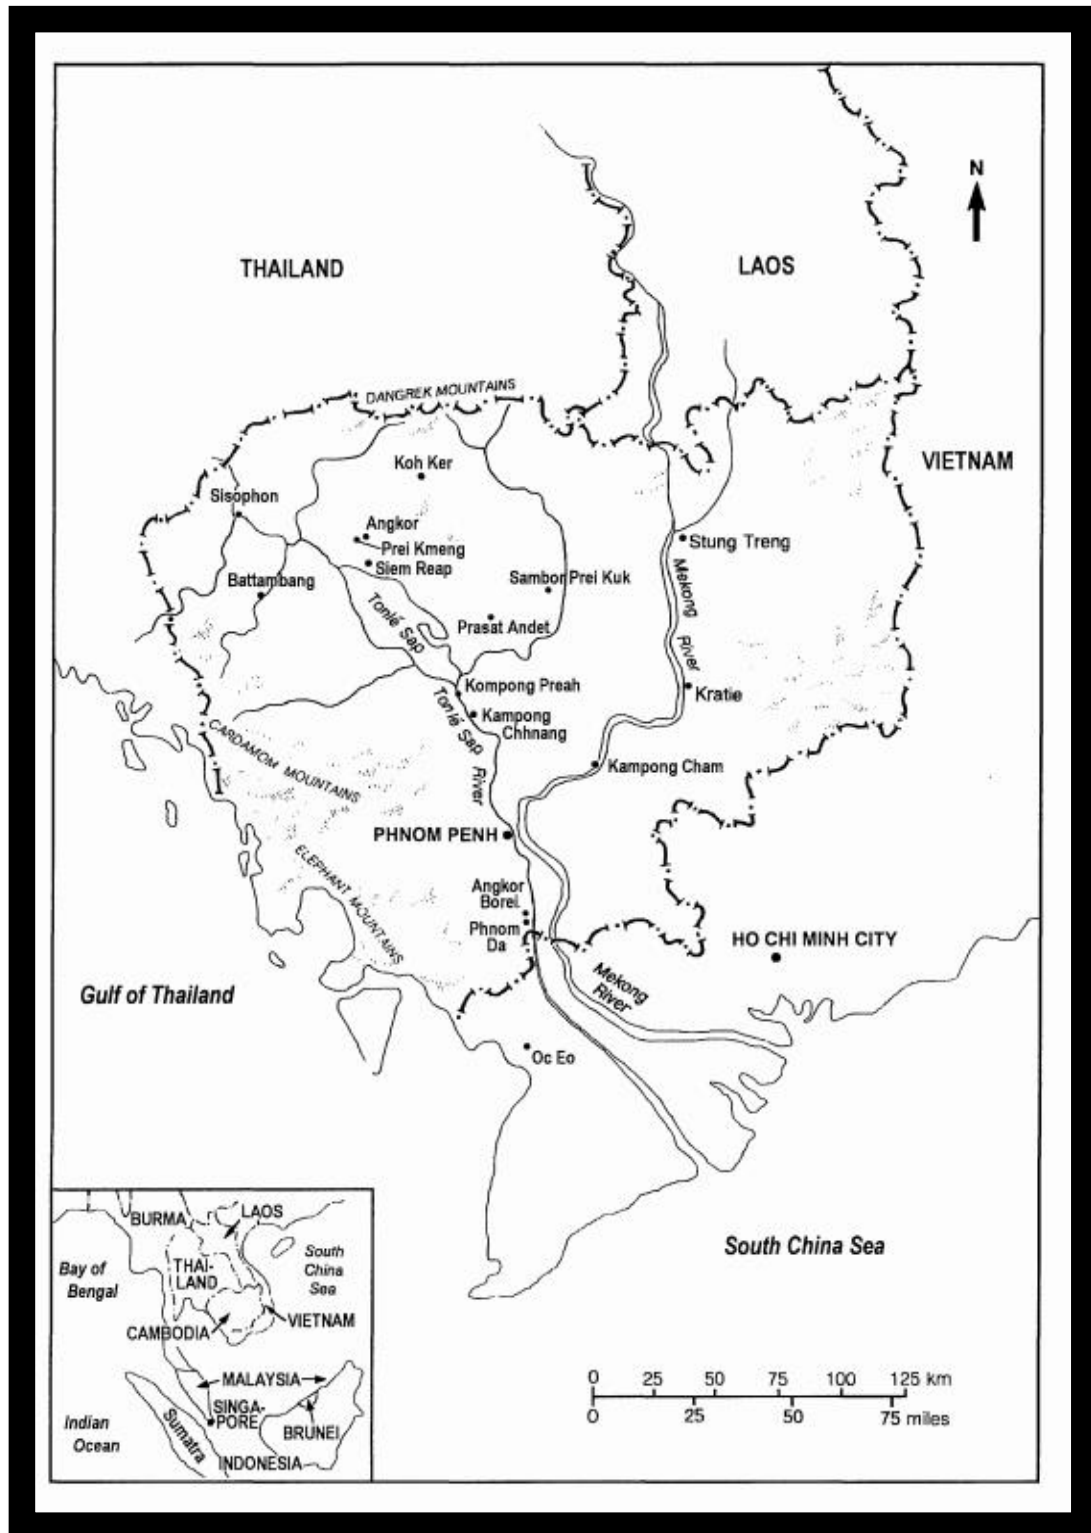 N
THAILAND
LAOS
DANGREK MOUNTAINS
VIETNAM
Koh Ker
Sisophon
Angkor
Prei Kmeng
Siem Reap
Stung Treng
Battambang
Sambor Prei Kuk
Mekong
River
Tonlé Sap
Prasat Andet
Kompong Preah
Kratie
Tonlé Sap
River
Kampong
Chhnang
CARDAMOM MOUNTAINS
Kampong Cham
PHNOM PENH
ELEPHANT MOUNTAINS
Angkor
Borei
Phnom
Da
HO CHI MINH CITY
Gulf of Thailand
Mekong
River
Oc Eo
South China Sea
BURMA
LAOS
Bay of
Bengal
South
China
Sea
THAI-
LAND
VIETNAM
CAMBODIA
MALAYSIA
SINGA-
PORE
BRUNEI
Indian
Ocean
Sumatra
INDONESIA
0 25 50 75 100 125 km
0 25 50 75 miles